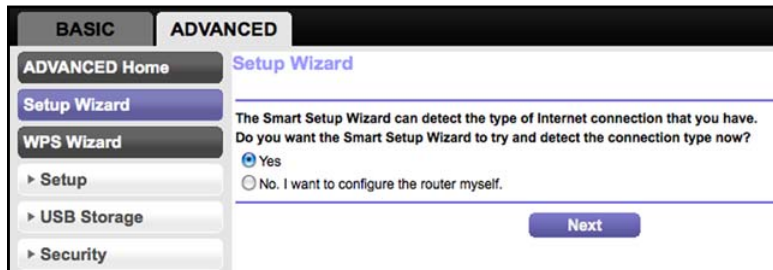 BASIC
ADVANCED
ADVANCED Home
Setup Wizard
WPS Wizard
Setup
USB Storage
Security
Setup Wizard
The Smart Setup Wizard can detect the type of Internet connection that you have.
Do you want the Smart Setup Wizard to try and detect the connection type now?
Yes
No. I want to configure the router myself.
Next